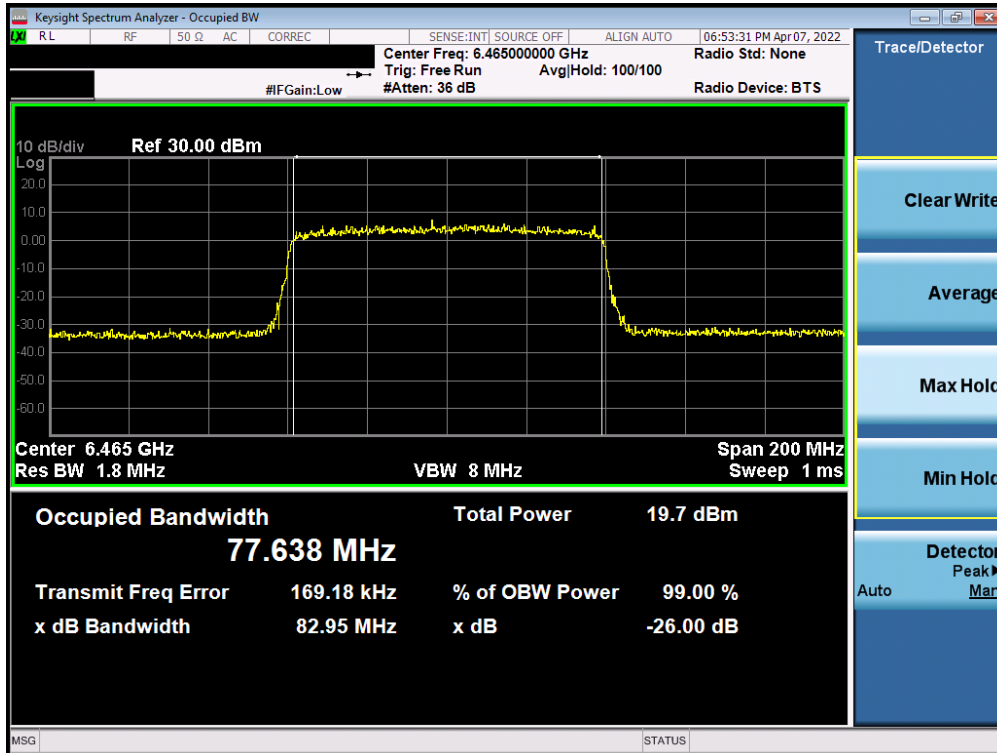 Keysight Spectrum Analyzer - Occupied BW
LXI RL RF 50 Ω AC CORREC SENSE:INT SOURCE OFF ALIGN AUTO 06:53:31 PM Apr 07, 2022
Center Freq: 6.465000000 GHz Radio Std: None
Trig: Free Run Avg|Hold: 100/100
#IFGain:Low #Atten: 36 dB Radio Device: BTS
Trace/Detector
10 dB/div Ref 30.00 dBm
Log
20.0
10.0
0.00
-10.0
-20.0
-30.0
-40.0
-50.0
-60.0
Center 6.465 GHz Span 200 MHz
Res BW 1.8 MHz VBW 8 MHz Sweep 1 ms
Occupied Bandwidth Total Power 19.7 dBm
77.638 MHz
Transmit Freq Error 169.18 kHz % of OBW Power 99.00 %
x dB Bandwidth 82.95 MHz x dB -26.00 dB
Clear Write
Average
Max Hold
Min Hold
Detector
Peak
Auto Man
MSG STATUS